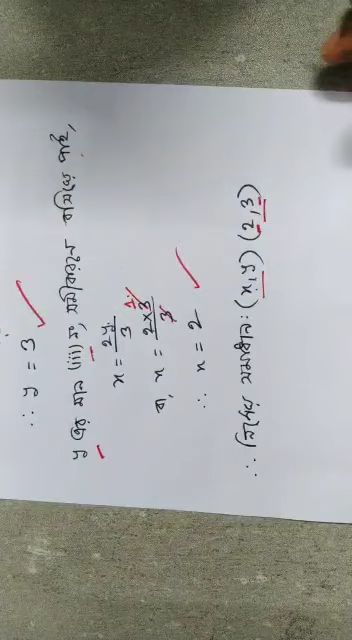 ∴ y = 3
y এর মান (iii) নং সমীকরণে বসিয়ে পাই,
x = 2y/3
বা, x = 2×3/3
∴ x = 2
∴ নির্ণেয় সমাধান: (x,y) (2,3)